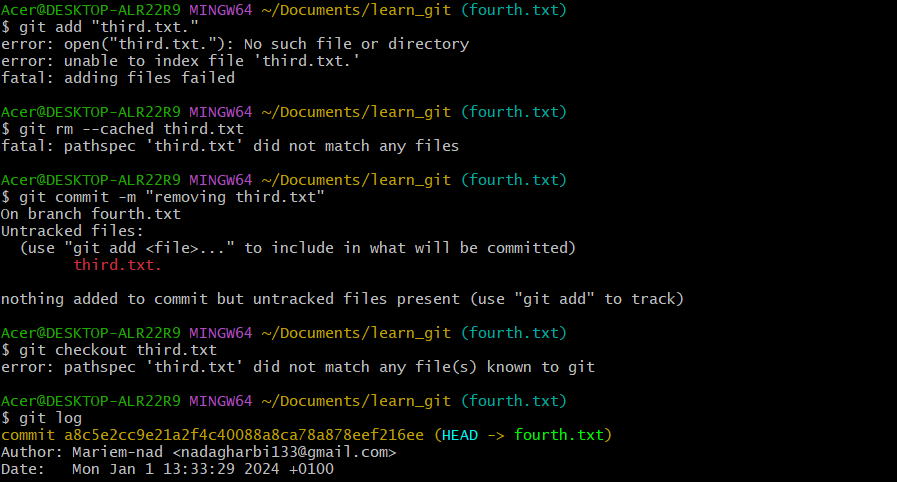 Acer@DESKTOP-ALR22R9 MINGW64 ~/Documents/learn_git (fourth.txt)
$ git add "third.txt."
error: open("third.txt."): No such file or directory
error: unable to index file 'third.txt.'
fatal: adding files failed

Acer@DESKTOP-ALR22R9 MINGW64 ~/Documents/learn_git (fourth.txt)
$ git rm --cached third.txt
fatal: pathspec 'third.txt' did not match any files

Acer@DESKTOP-ALR22R9 MINGW64 ~/Documents/learn_git (fourth.txt)
$ git commit -m "removing third.txt"
On branch fourth.txt
Untracked files:
  (use "git add <file>..." to include in what will be committed)
        third.txt.

nothing added to commit but untracked files present (use "git add" to track)

Acer@DESKTOP-ALR22R9 MINGW64 ~/Documents/learn_git (fourth.txt)
$ git checkout third.txt
error: pathspec 'third.txt' did not match any file(s) known to git

Acer@DESKTOP-ALR22R9 MINGW64 ~/Documents/learn_git (fourth.txt)
$ git log
commit a8c5e2cc9e21a2f4c40088a8ca78a878eef216ee (HEAD -> fourth.txt)
Author: Mariem-nad <nadagharbi133@gmail.com>
Date:   Mon Jan 1 13:33:29 2024 +0100